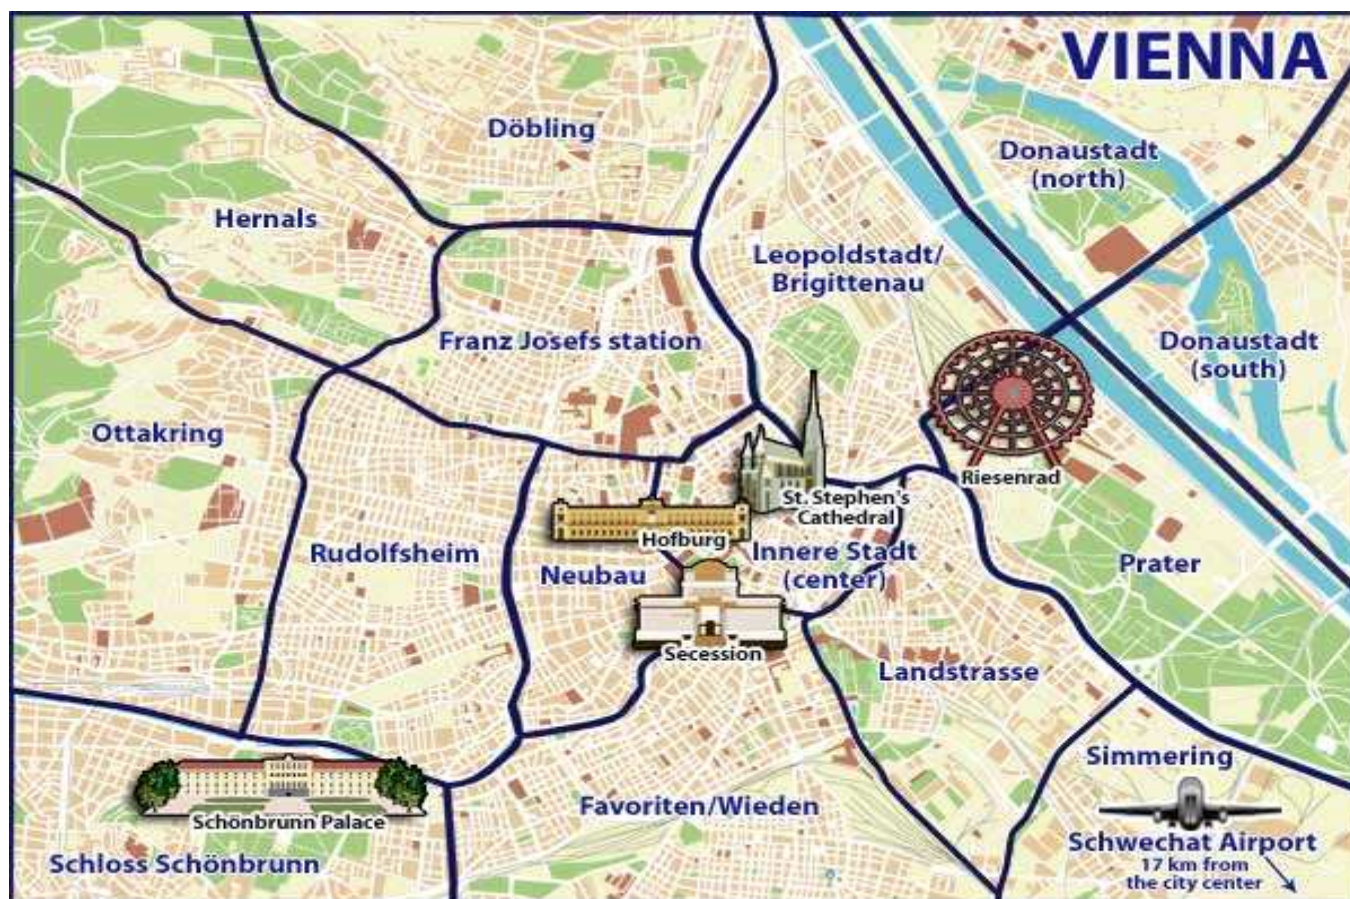 VIENNA
Döbling
Donaustadt
(north)
Hernals
Leopoldstadt/
Brigittenau
Franz Josefs station
Donaustadt
(south)
Ottakring
Riesenrad
St. Stephen's
Cathedral
Hofburg
Rudolfsheim
Neubau
Innere Stadt
(center)
Prater
Secession
Landstrasse
Simmering
Favoriten/Wieden
Schönbrunn Palace
Schloss Schönbrunn
Schwechat Airport
17 km from
the city center